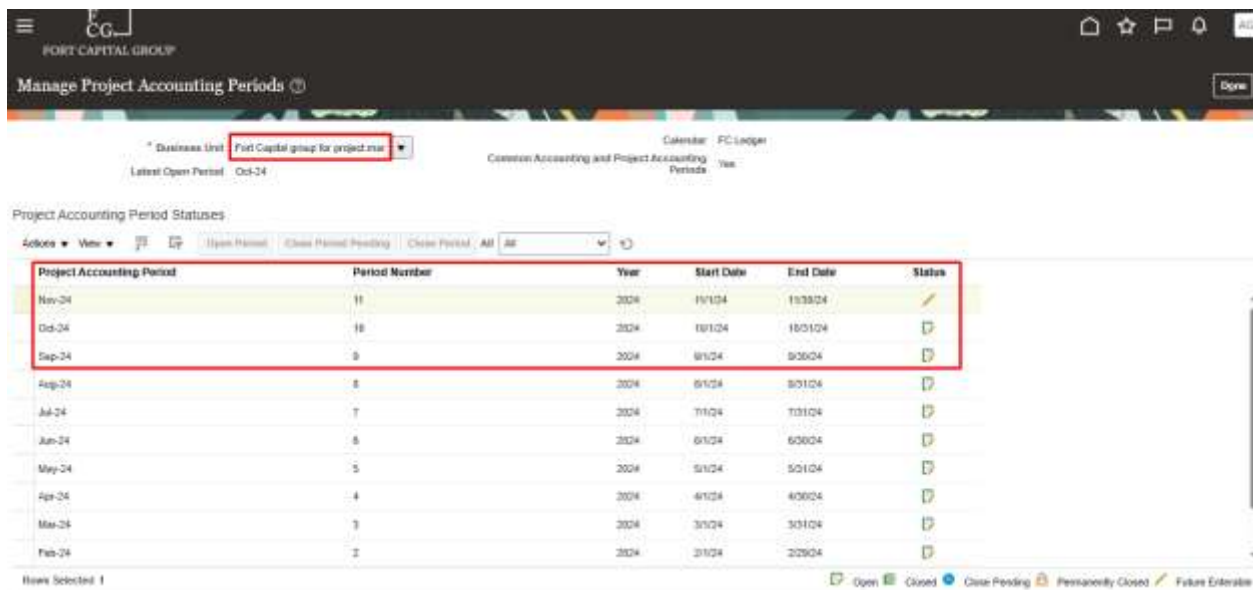 FCG
FORT CAPITAL GROUP
AG
Manage Project Accounting Periods
Done
* Business Unit Fort Capital group for project mar
Latest Open Period Oct-24
Calendar FC Ledger
Common Accounting and Project Accounting Periods Yes
Project Accounting Period Statuses
Actions View Open Period Close Period Pending Close Period All All
Project Accounting Period Period Number Year Start Date End Date Status
Nov-24 11 2024 11/1/24 11/30/24
Oct-24 10 2024 10/1/24 10/31/24
Sep-24 9 2024 9/1/24 9/30/24
Aug-24 8 2024 8/1/24 8/31/24
Jul-24 7 2024 7/1/24 7/31/24
Jun-24 6 2024 6/1/24 6/30/24
May-24 5 2024 5/1/24 5/31/24
Apr-24 4 2024 4/1/24 4/30/24
Mar-24 3 2024 3/1/24 3/31/24
Feb-24 2 2024 2/1/24 2/29/24
Rows Selected 1
Open Closed Close Pending Permanently Closed Future Enterable